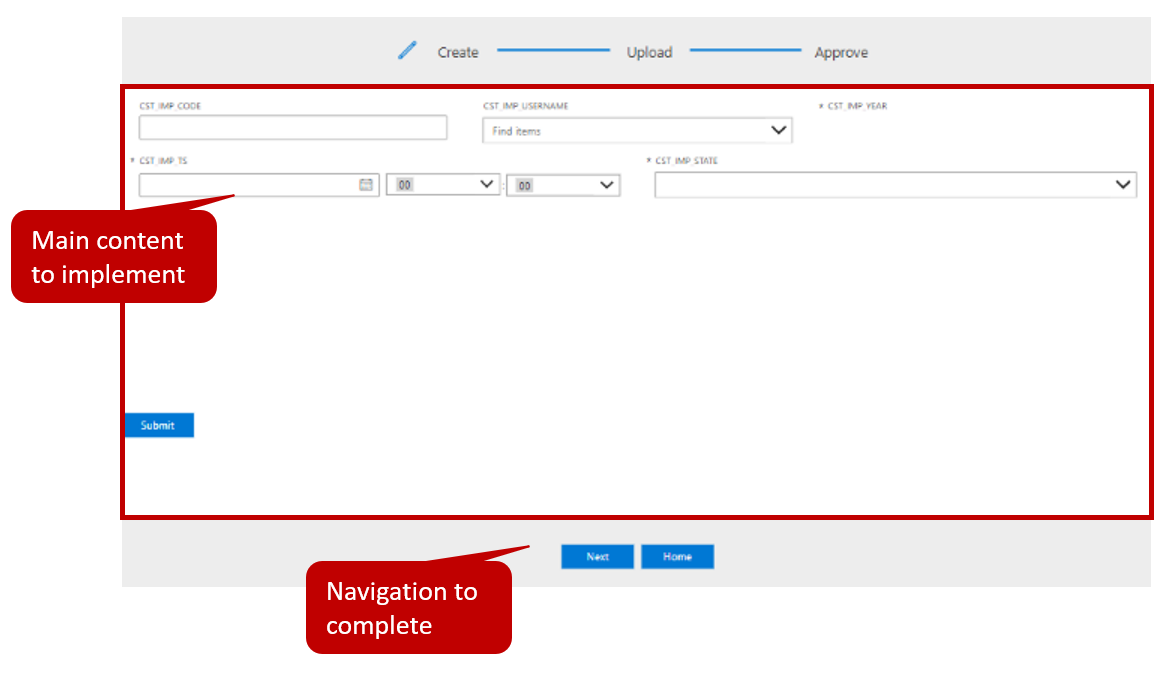 Create Upload Approve
CST_IMP_CODE CST_IMP_USERNAME * CST_IMP_YEAR
Find items
* CST_IMP_TS * CST_IMP_STATE
00 : 00
Main content
to implement
Submit
Next Home
Navigation to
complete